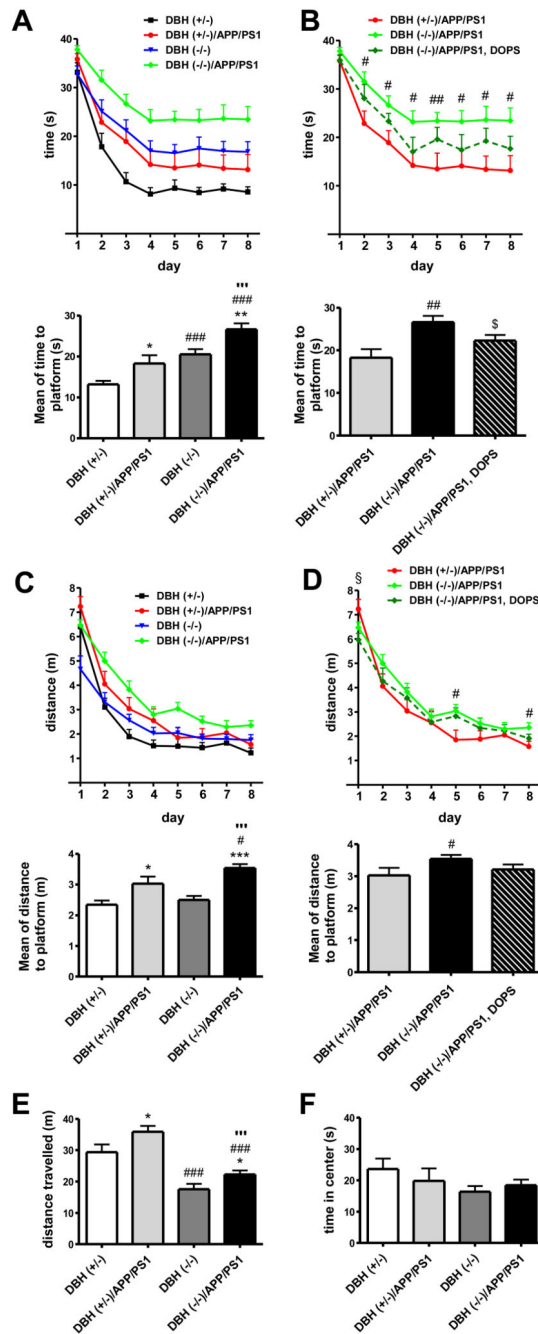 A
DBH (+/-)
DBH (+/-)/APP/PS1
DBH (-/-)
DBH (-/-)/APP/PS1
40
30
20
10
time (s)
1 2 3 4 5 6 7 8
day
B
DBH (+/-)/APP/PS1
DBH (-/-)/APP/PS1
DBH (-/-)/APP/PS1, DOPS
40
30
20
10
time (s)
# # # ## # # #
1 2 3 4 5 6 7 8
day
Mean of time to
platform (s)
30
20
10
0
*
###
"'
###
**
DBH (+/-)
DBH (+/-)/APP/PS1
DBH (-/-)
DBH (-/-)/APP/PS1
Mean of time to
platform (s)
30
20
10
0
##
$
DBH (+/-)/APP/PS1
DBH (-/-)/APP/PS1
DBH (-/-)/APP/PS1, DOPS
C
DBH (+/-)
DBH (+/-)/APP/PS1
DBH (-/-)
DBH (-/-)/APP/PS1
8
7
6
5
4
3
2
1
distance (m)
1 2 3 4 5 6 7 8
day
D
DBH (+/-)/APP/PS1
DBH (-/-)/APP/PS1
DBH (-/-)/APP/PS1, DOPS
8
7
6
5
4
3
2
1
distance (m)
§
#
#
1 2 3 4 5 6 7 8
day
Mean of distance
to platform (m)
4
3
2
1
0
*
"'
#
***
DBH (+/-)
DBH (+/-)/APP/PS1
DBH (-/-)
DBH (-/-)/APP/PS1
Mean of distance
to platform (m)
4
3
2
1
0
#
DBH (+/-)/APP/PS1
DBH (-/-)/APP/PS1
DBH (-/-)/APP/PS1, DOPS
E
distance travelled (m)
40
30
20
10
0
*
###
"'
###
*
DBH (+/-)
DBH (+/-)/APP/PS1
DBH (-/-)
DBH (-/-)/APP/PS1
F
time in center (s)
40
30
20
10
0
DBH (+/-)
DBH (+/-)/APP/PS1
DBH (-/-)
DBH (-/-)/APP/PS1